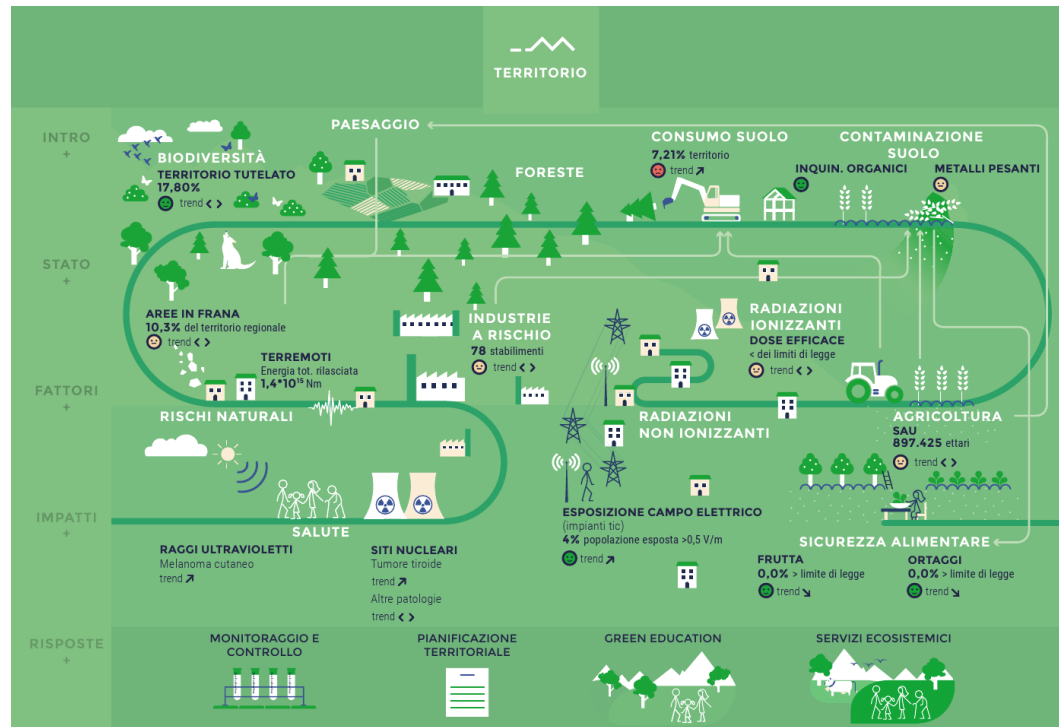 TERRITORIO
INTRO
+
STATO
+
FATTORI
+
IMPATTI
+
RISPOSTE
+
PAESAGGIO
BIODIVERSITÀ
TERRITORIO TUTELATO
17,80%
trend < >
FORESTE
CONSUMO SUOLO
7,21% territorio
trend ↗
CONTAMINAZIONE
SUOLO
INQUIN. ORGANICI
METALLI PESANTI
AREE IN FRANA
10,3% del territorio regionale
trend < >
TERREMOTI
Energia tot. rilasciata
1,4*10¹⁵ Nm
RISCHI NATURALI
INDUSTRIE
A RISCHIO
78 stabilimenti
trend < >
RADIAZIONI
IONIZZANTI
DOSE EFFICACE
< dei limiti di legge
trend < >
RADIAZIONI
NON IONIZZANTI
AGRICOLTURA
SAU
897.425 ettari
trend < >
SALUTE
RAGGI ULTRAVIOLETTI
Melanoma cutaneo
trend ↗
SITI NUCLEARI
Tumore tiroide
trend ↗
Altre patologie
trend < >
ESPOSIZIONE CAMPO ELETTRICO
(impianti tic)
4% popolazione esposta >0,5 V/m
trend ↗
SICUREZZA ALIMENTARE
FRUTTA
0,0% > limite di legge
trend ↘
ORTAGGI
0,0% > limite di legge
trend ↘
MONITORAGGIO E
CONTROLLO
PIANIFICAZIONE
TERRITORIALE
GREEN EDUCATION
SERVIZI ECOSISTEMICI